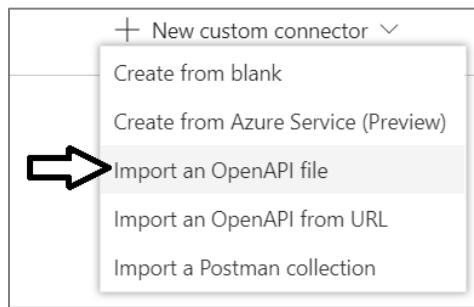 New custom connector
Create from blank
Create from Azure Service (Preview)
Import an OpenAPI file
Import an OpenAPI from URL
Import a Postman collection